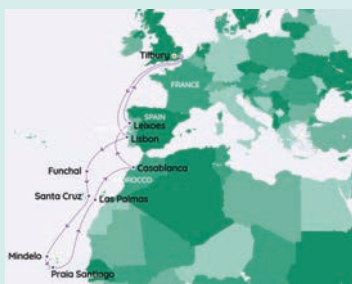 Tilbury
FRANCE
SPAIN
Leixoes
Lisbon
Casablanca
MOROCCO
Funchal
Santa Cruz
Las Palmas
Mindelo
Praia Santiago